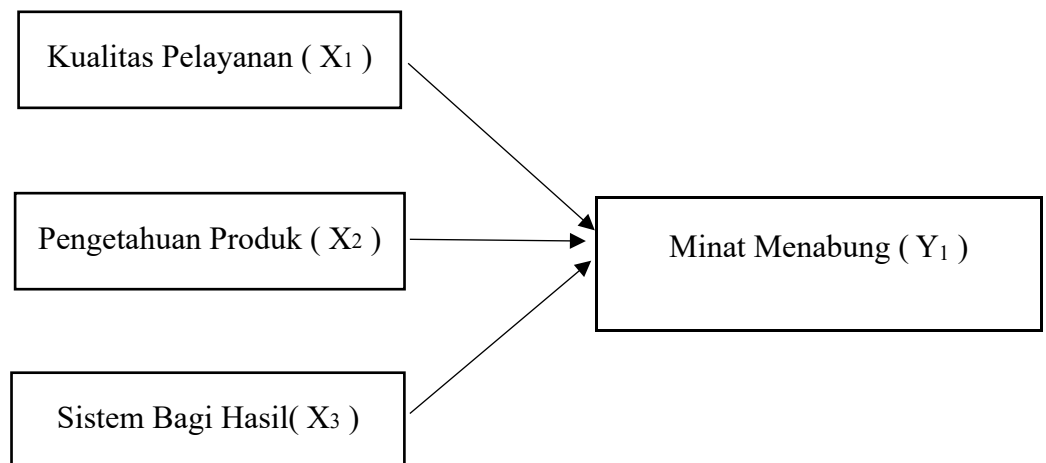 Kualitas Pelayanan ( X1 )
Pengetahuan Produk ( X2 )
Minat Menabung ( Y1 )
Sistem Bagi Hasil( X3 )